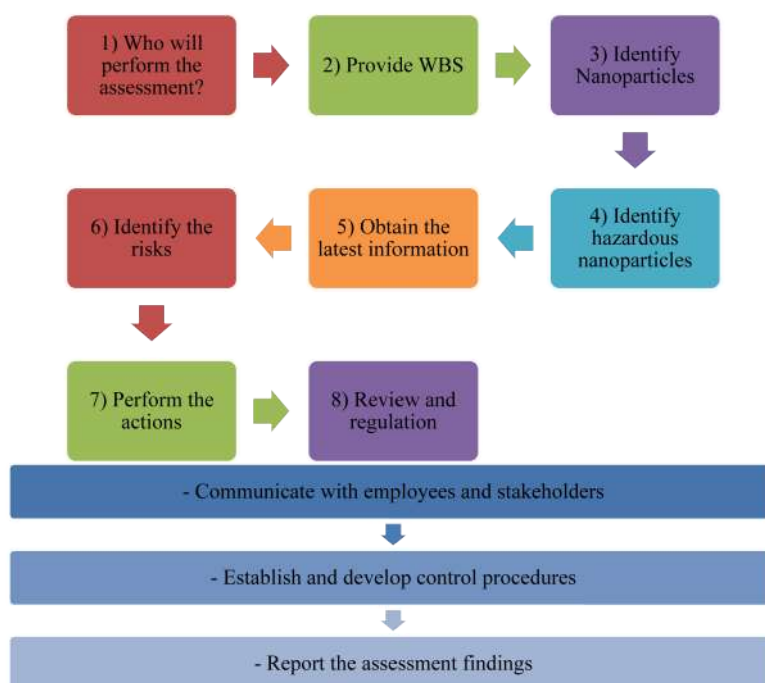 1) Who will
perform the
assessment?
2) Provide WBS
3) Identify
Nanoparticles
6) Identify the
risks
5) Obtain the
latest information
4) Identify
hazardous
nanoparticles
7) Perform the
actions
8) Review and
regulation
- Communicate with employees and stakeholders
- Establish and develop control procedures
- Report the assessment findings